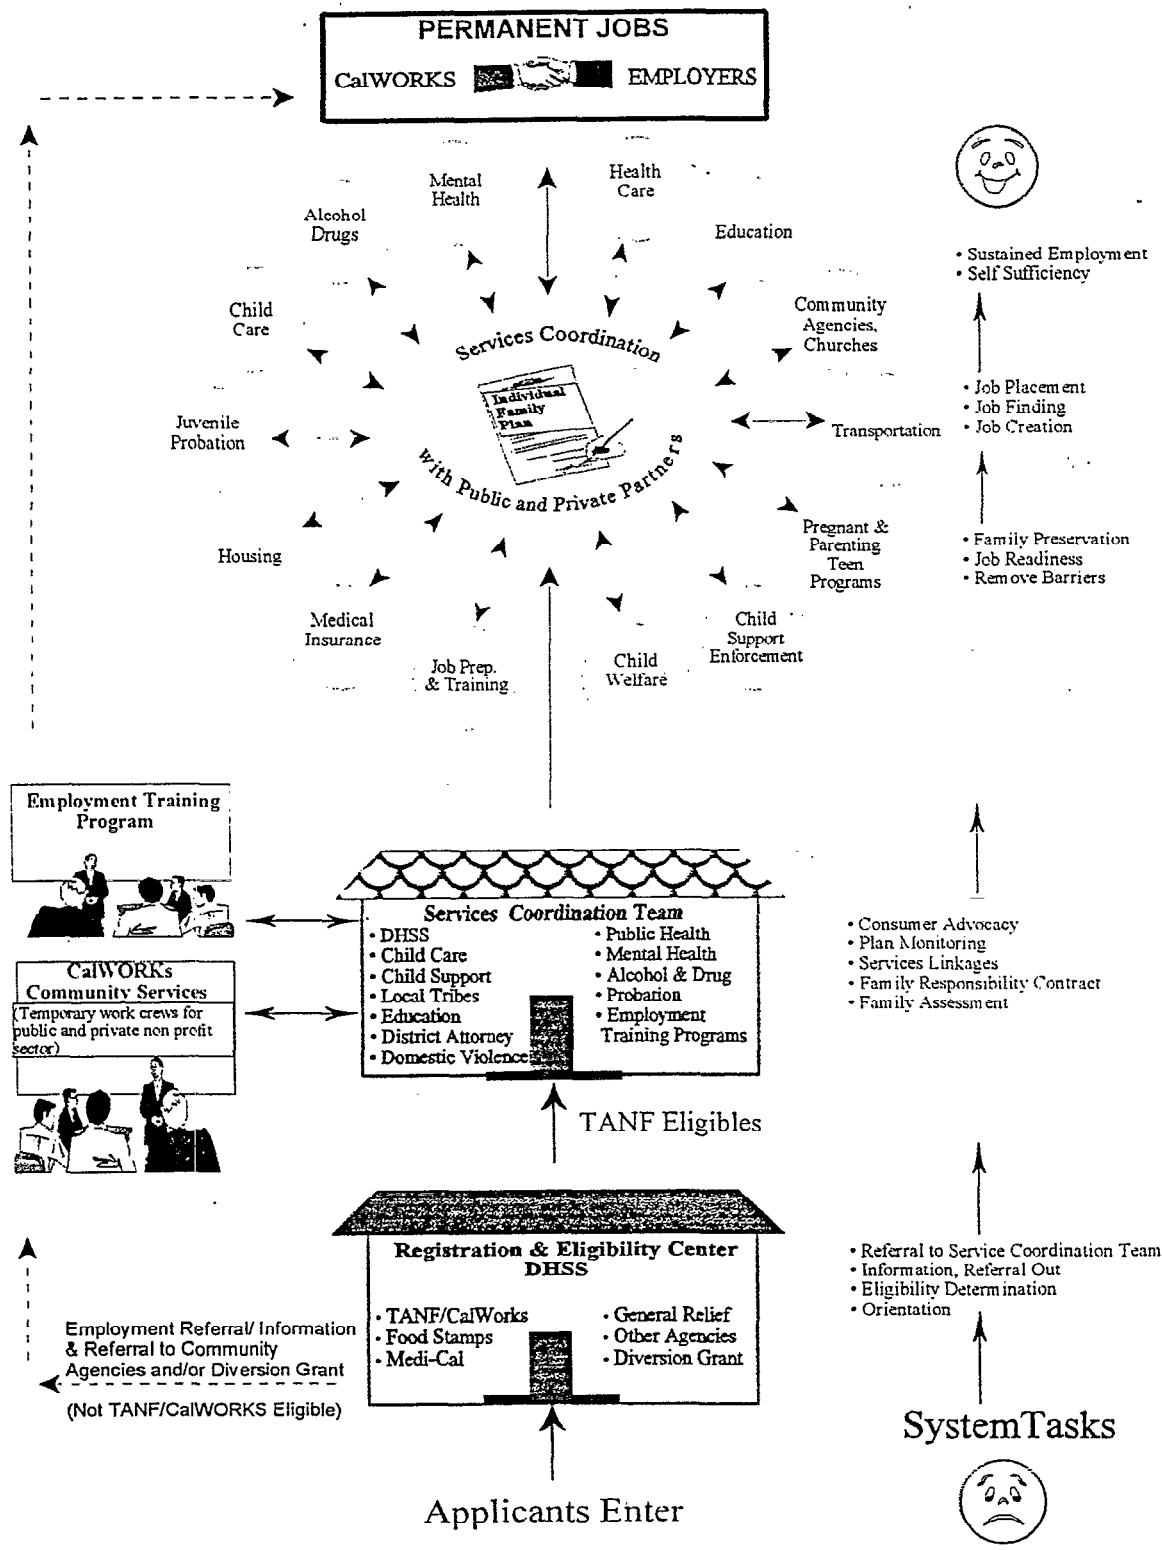 PERMANENT JOBS
CalWORKS
EMPLOYERS
Mental
Health
Health
Care
Alcohol
Drugs
Education
Child
Care
Community
Agencies,
Churches
Juvenile
Probation
Transportation
Housing
Pregnant &
Parenting
Teen
Programs
Medical
Insurance
Job Prep.
& Training
Child
Welfare
Child
Support
Enforcement
Services Coordination
Individual
Family
Plan
with Public and Private Partners
• Sustained Employment
• Self Sufficiency
• Job Placement
• Job Finding
• Job Creation
• Family Preservation
• Job Readiness
• Remove Barriers
Employment Training
Program
CalWORKs
Community Services
(Temporary work crews for
public and private non profit
sector)
Services Coordination Team
• DHSS
• Child Care
• Child Support
• Local Tribes
• Education
• District Attorney
• Domestic Violence
• Public Health
• Mental Health
• Alcohol & Drug
• Probation
• Employment
Training Programs
• Consumer Advocacy
• Plan Monitoring
• Services Linkages
• Family Responsibility Contract
• Family Assessment
TANF Eligibles
Registration & Eligibility Center
DHSS
• TANF/CalWorks
• Food Stamps
• Medi-Cal
• General Relief
• Other Agencies
• Diversion Grant
Employment Referral/ Information
& Referral to Community
Agencies and/or Diversion Grant
(Not TANF/CalWORKS Eligible)
• Referral to Service Coordination Team
• Information, Referral Out
• Eligibility Determination
• Orientation
SystemTasks
Applicants Enter